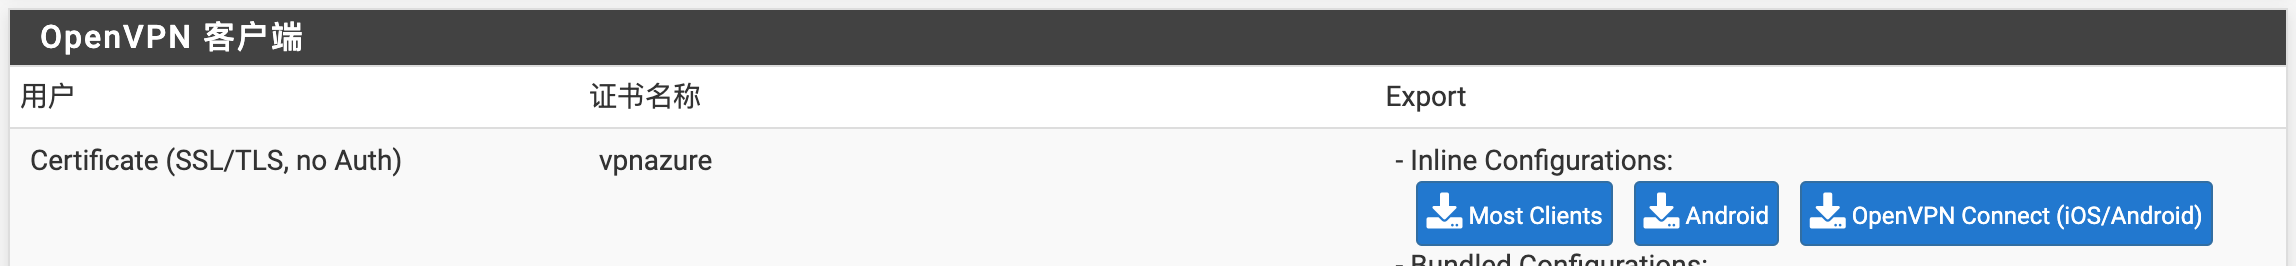 OpenVPN 客户端
用户 证书名称 Export
Certificate (SSL/TLS, no Auth) vpnazure - Inline Configurations:
Most Clients Android OpenVPN Connect (iOS/Android)
- Bundled Configurations: